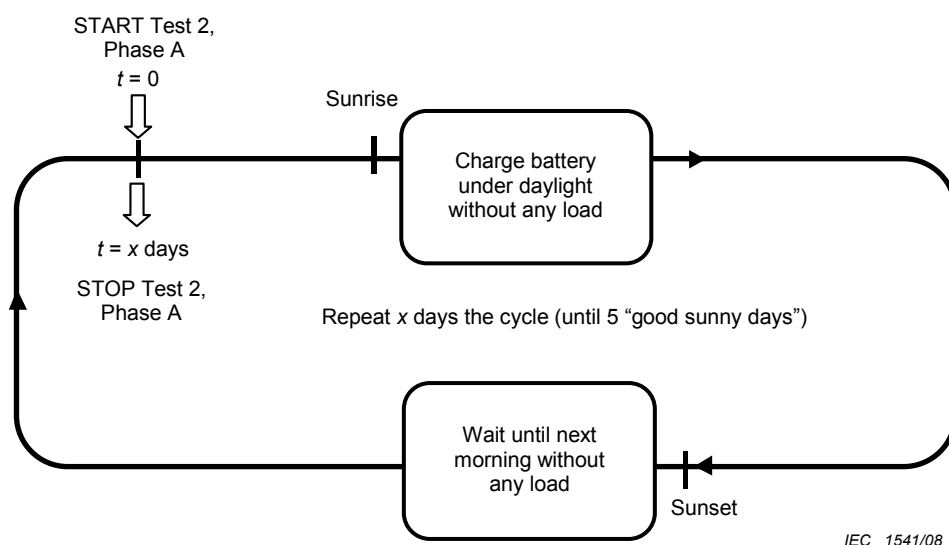 START Test 2,
Phase A
t = 0
Sunrise
Charge battery
under daylight
without any load
t = x days
STOP Test 2,
Phase A
Repeat x days the cycle (until 5 “good sunny days”)
Wait until next
morning without
any load
Sunset
IEC 1541/08